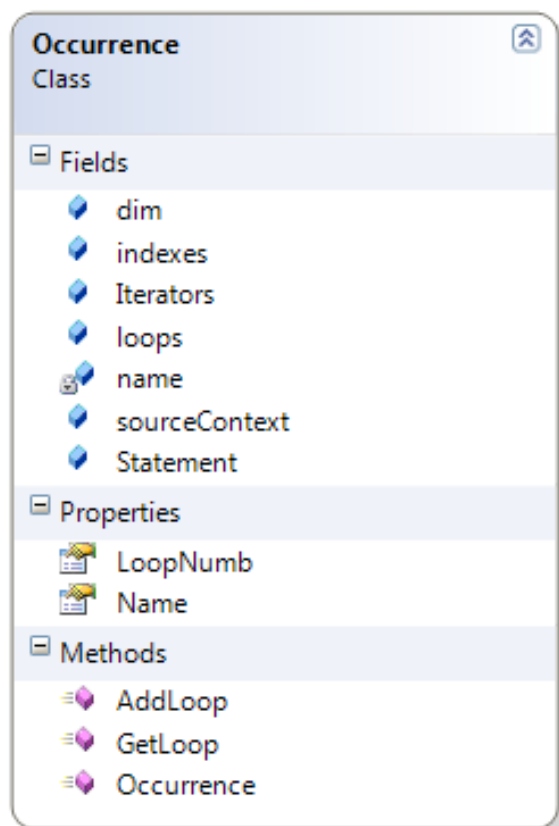 Occurrence
Class
Fields
dim
indexes
Iterators
loops
name
sourceContext
Statement
Properties
LoopNumb
Name
Methods
AddLoop
GetLoop
Occurrence